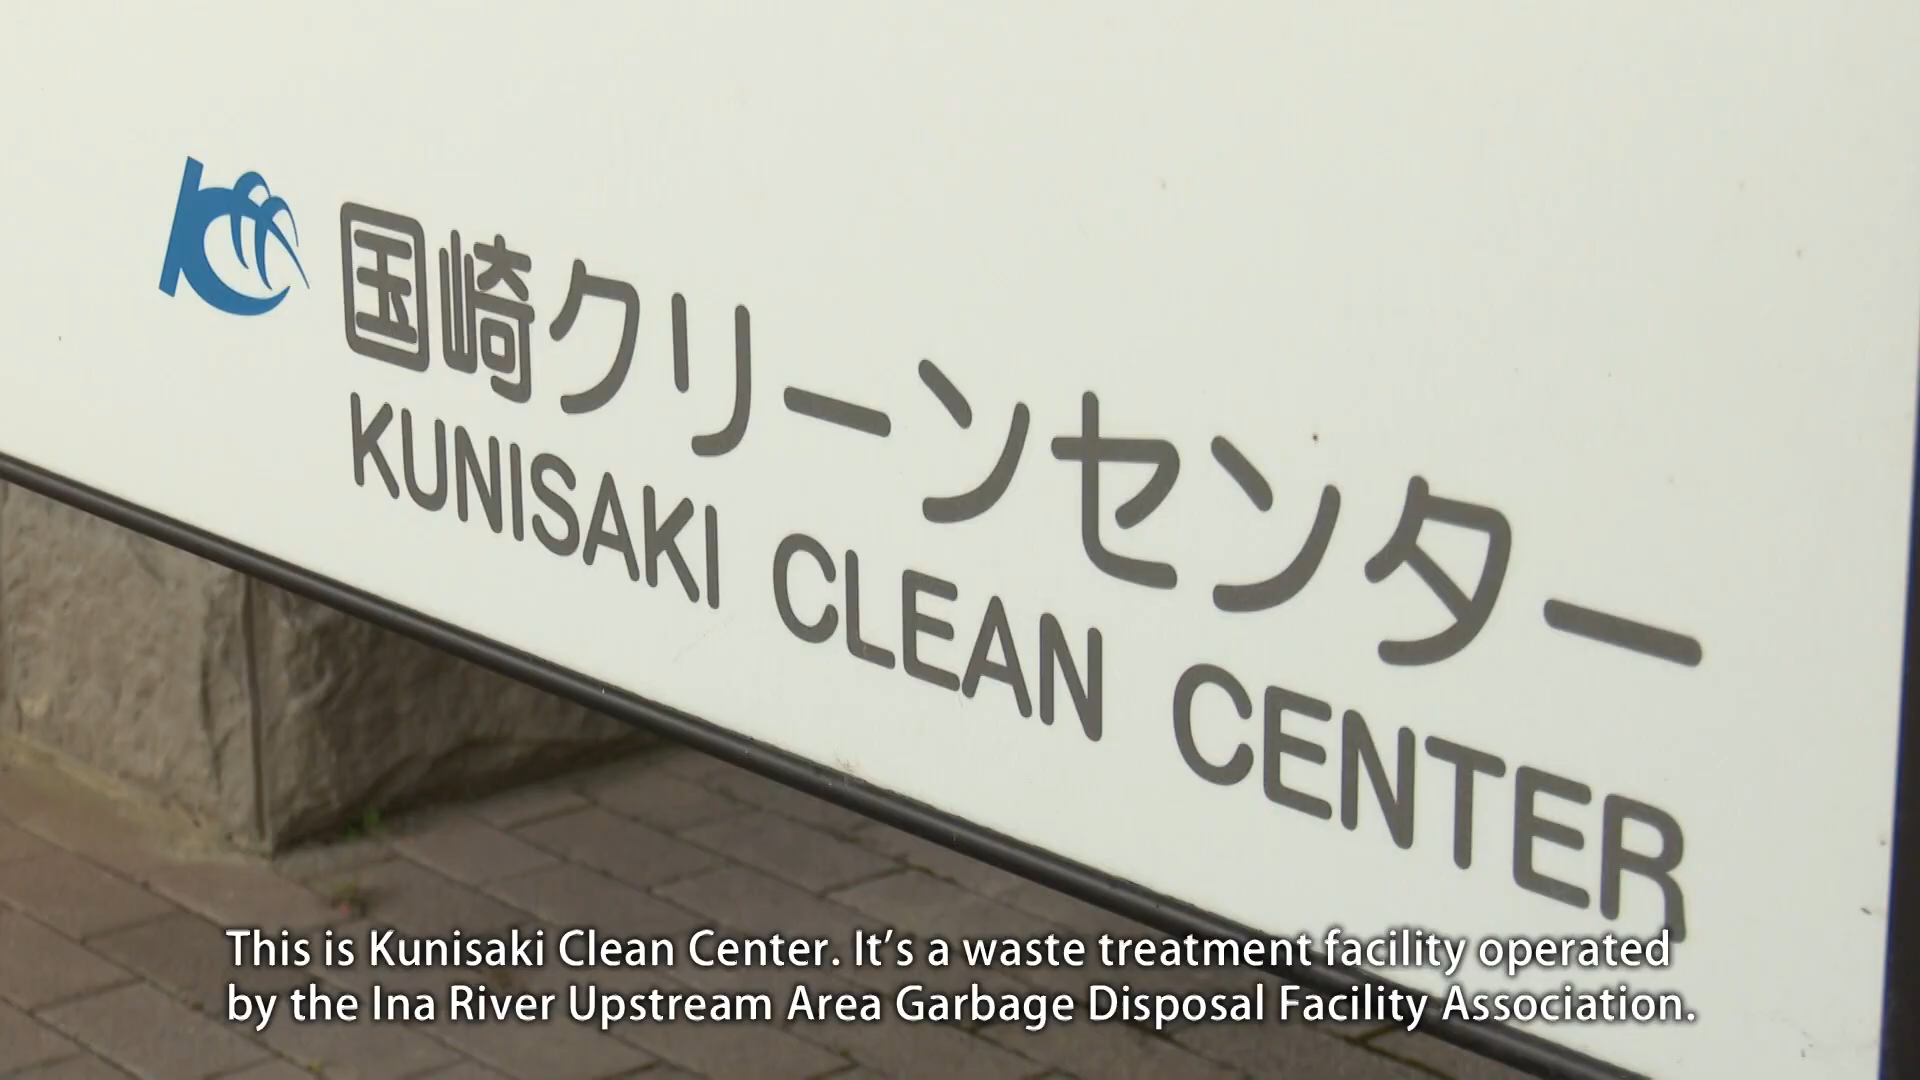 国崎クリーンセンター
KUNISAKI CLEAN CENTER
This is Kunisaki Clean Center. It’s a waste treatment facility operated
by the Ina River Upstream Area Garbage Disposal Facility Association.